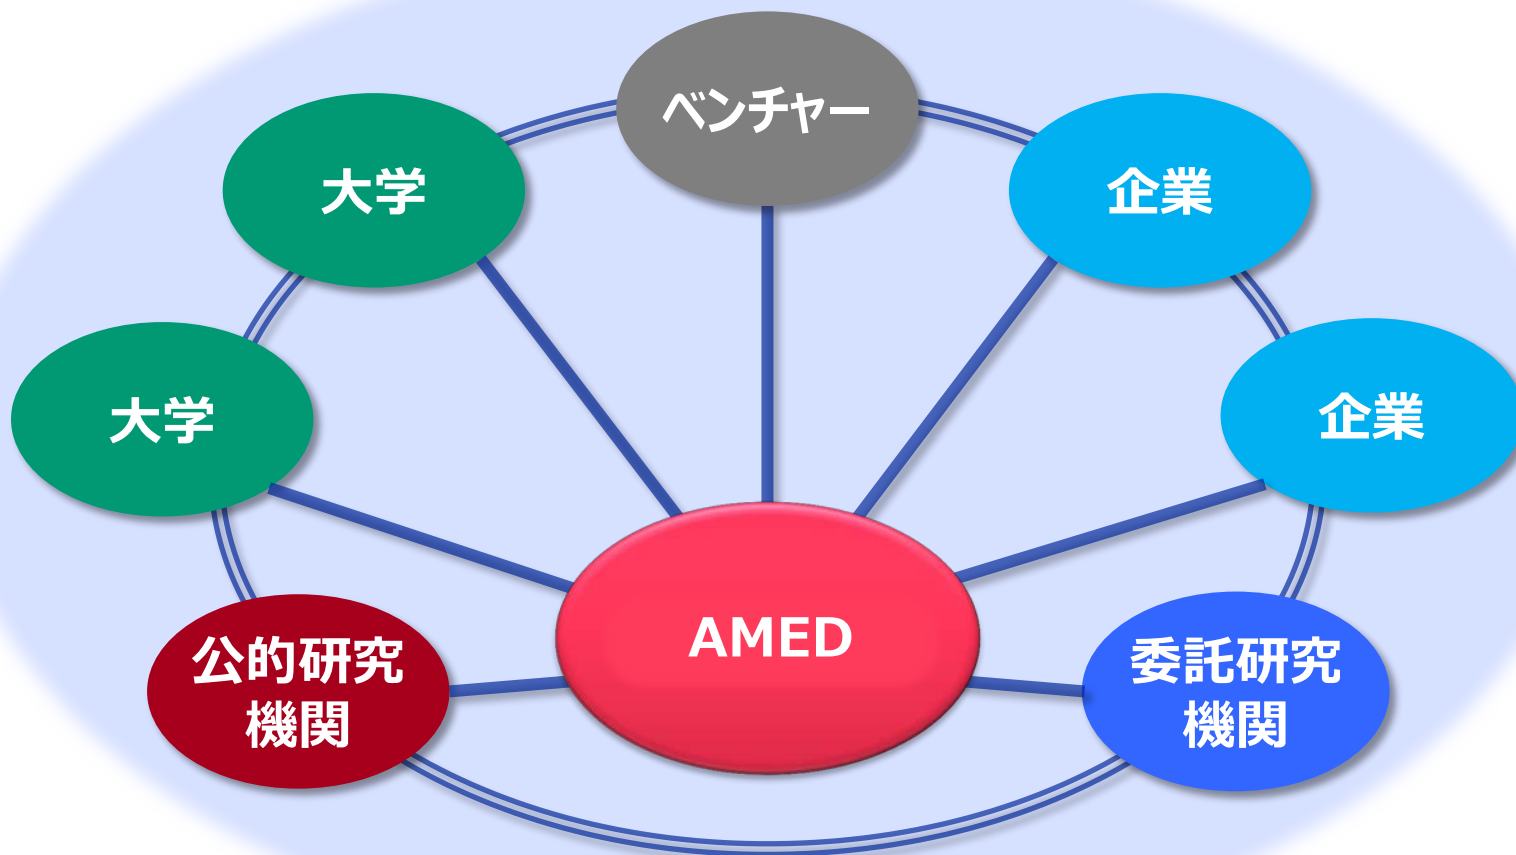 ベンチャー
大学
企業
大学
企業
AMED
公的研究
機関
委託研究
機関